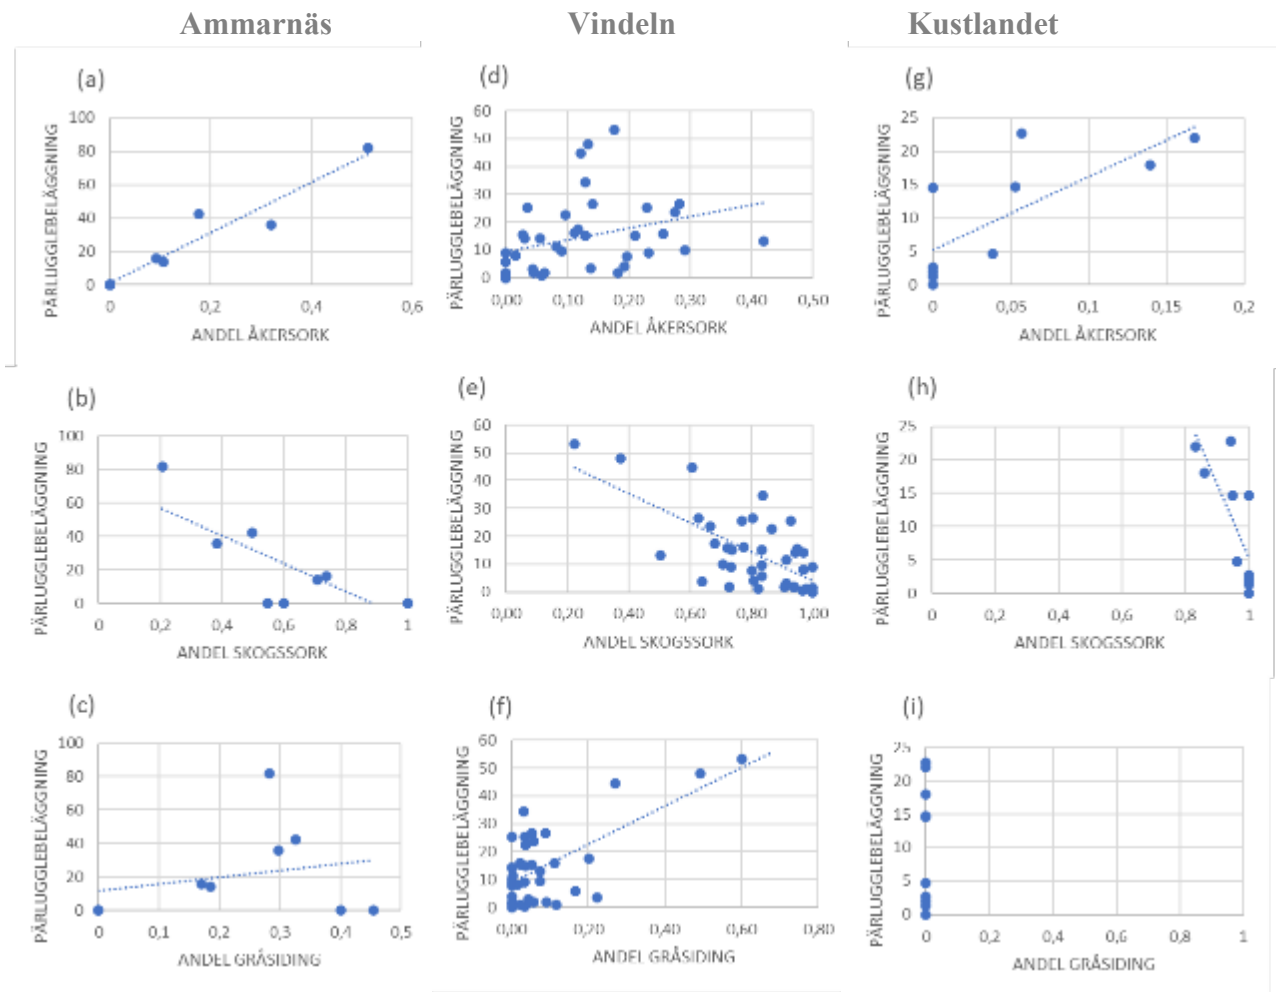 Ammarnäs Vindeln Kustlandet
(a)
PÄRLUGGLEBELÄGGNING
100
80
60
40
20
0
0 0,2 0,4 0,6
ANDEL ÅKERSORK
(d)
PÄRLUGGLEBELÄGGNING
60
50
40
30
20
10
0
0,00 0,10 0,20 0,30 0,40 0,50
ANDEL ÅKERSORK
(g)
PÄRLUGGLEBELÄGGNING
25
20
15
10
5
0
0 0,05 0,1 0,15 0,2
ANDEL ÅKERSORK
(b)
PÄRLUGGLEBELÄGGNING
100
80
60
40
20
0
0 0,2 0,4 0,6 0,8 1
ANDEL SKOGSSORK
(e)
PÄRLUGGLEBELÄGGNING
60
50
40
30
20
10
0
0,00 0,20 0,40 0,60 0,80 1,00
ANDEL SKOGSSORK
(h)
PÄRLUGGLEBELÄGGNING
25
20
15
10
5
0
0 0,2 0,4 0,6 0,8 1
ANDEL SKOGSSORK
(c)
PÄRLUGGLEBELÄGGNING
100
80
60
40
20
0
0 0,1 0,2 0,3 0,4 0,5
ANDEL GRÅSIDING
(f)
PÄRLUGGLEBELÄGGNING
60
50
40
30
20
10
0
0,00 0,20 0,40 0,60 0,80
ANDEL GRÅSIDING
(i)
PÄRLUGGLEBELÄGGNING
25
20
15
10
5
0
0 0,2 0,4 0,6 0,8 1
ANDEL GRÅSIDING